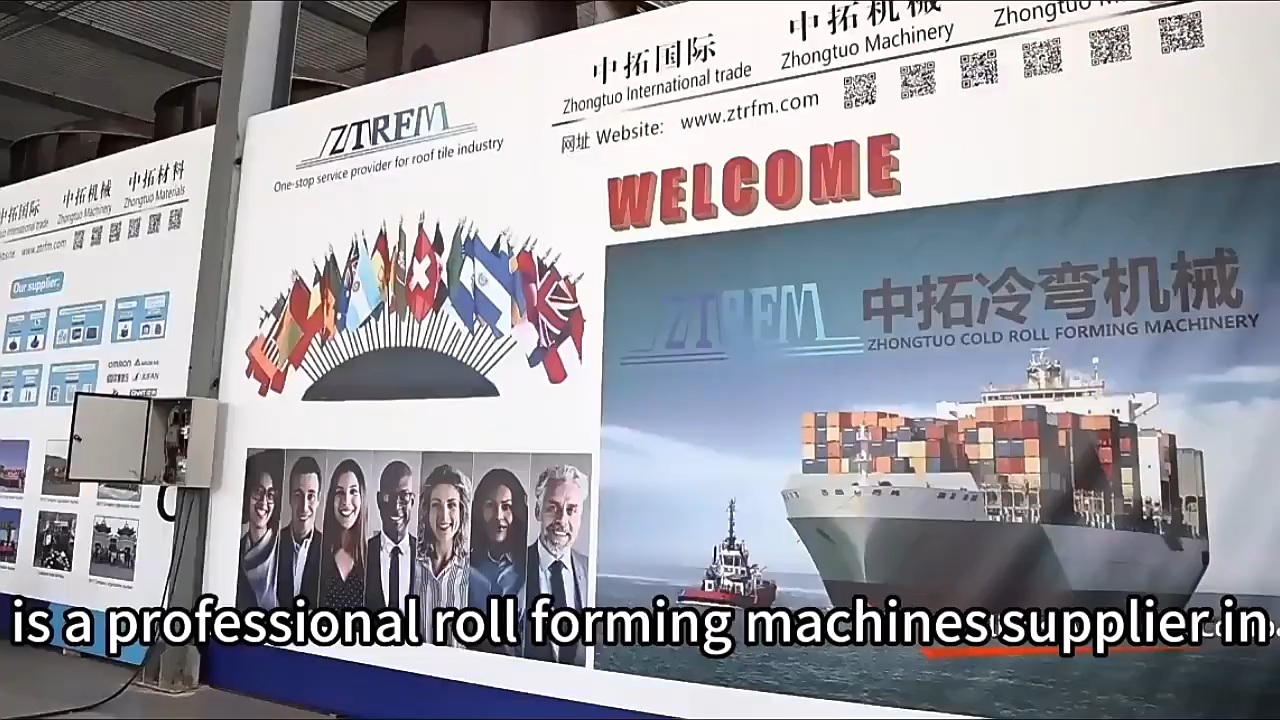 中拓国际
Zhongtuo International trade
中拓机械
Zhongtuo Machinery
Zhongtuo
网址 Website: www.ztrfm.com
ZTRFM
One-stop service provider for roof tile industry
WELCOME
ZTRFM
中拓冷弯机械
ZHONGTUO COLD ROLL FORMING MACHINERY
中拓国际
中拓机械
Zhongtuo Machinery
中拓材料
Zhongtuo Materials
www.ztrfm.com
Our supplier:
OMRON
is a professional roll forming machines supplier in